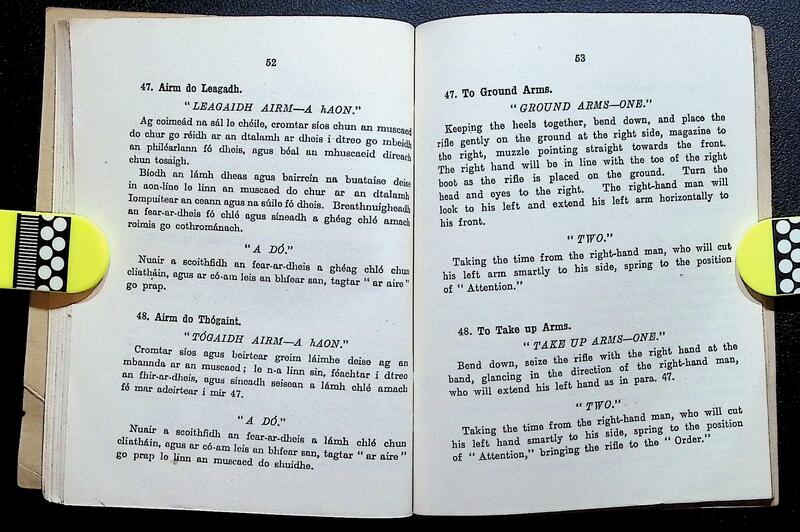 52
47. Airm do Leagadh.
"LEAGAIDH AIRM—A hAON."
Ag coimeád na sál le chéile, cromtar síos chun an muscaed
do chur go réidh ar an dtalamh ar dheis i dtreo go mbeidh
an philéarlann fó dheis, agus béal an mhuscaeid díreach
chun tosaigh.
Bíodh an lámh dheas agus bairrcín na buataise deise
in aon-líne le linn an muscaed do chur ar an dtalamh
Iompuítear an ceann agus na súile fó dheis. Breathnuigheadh
an fear-ar-dheis fó chlé agus síneadh a ghéag chlé amach
roimis go cothrománach.
"A DÓ."
Nuair a scoithfidh an fear-ar-dheis a ghéag chlé chun
cliatháin, agus ar có-am leis an bhfear san, tagtar "ar aire"
go prap.
48. Airm do Thógaint.
"TÓGAIDH AIRM—A hAON."
Cromtar síos agus beirtear greim láimhe deise ag an
mbannda ar an muscaed; le n-a linn sin, féachtar i dtreo
an fhir-ar-dheis, agus síneadh seisean a lámh chlé amach
fé mar adeirtear i mír 47.
"A DÓ."
Nuair a scoithfidh an fear-ar-dheis a lámh chlé chun
cliatháin, agus ar có-am leis an bhfear san, tagtar "ar aire"
go prap le linn an muscaed do shuidhe.
53
47. To Ground Arms.
"GROUND ARMS—ONE."
Keeping the heels together, bend down, and place the
rifle gently on the ground at the right side, magazine to
the right, muzzle pointing straight towards the front.
The right hand will be in line with the toe of the right
boot as the rifle is placed on the ground. Turn the
head and eyes to the right. The right-hand man will
look to his left and extend his left arm horizontally to
his front.
"TWO."
Taking the time from the right-hand man, who will cut
his left arm smartly to his side, spring to the position
of "Attention."
48. To Take up Arms.
"TAKE UP ARMS—ONE."
Bend down, seize the rifle with the right hand at the
band, glancing in the direction of the right-hand man,
who will extend his left hand as in para. 47.
"TWO."
Taking the time from the right-hand man, who will cut
his left hand smartly to his side, spring to the position
of "Attention," bringing the rifle to the "Order."